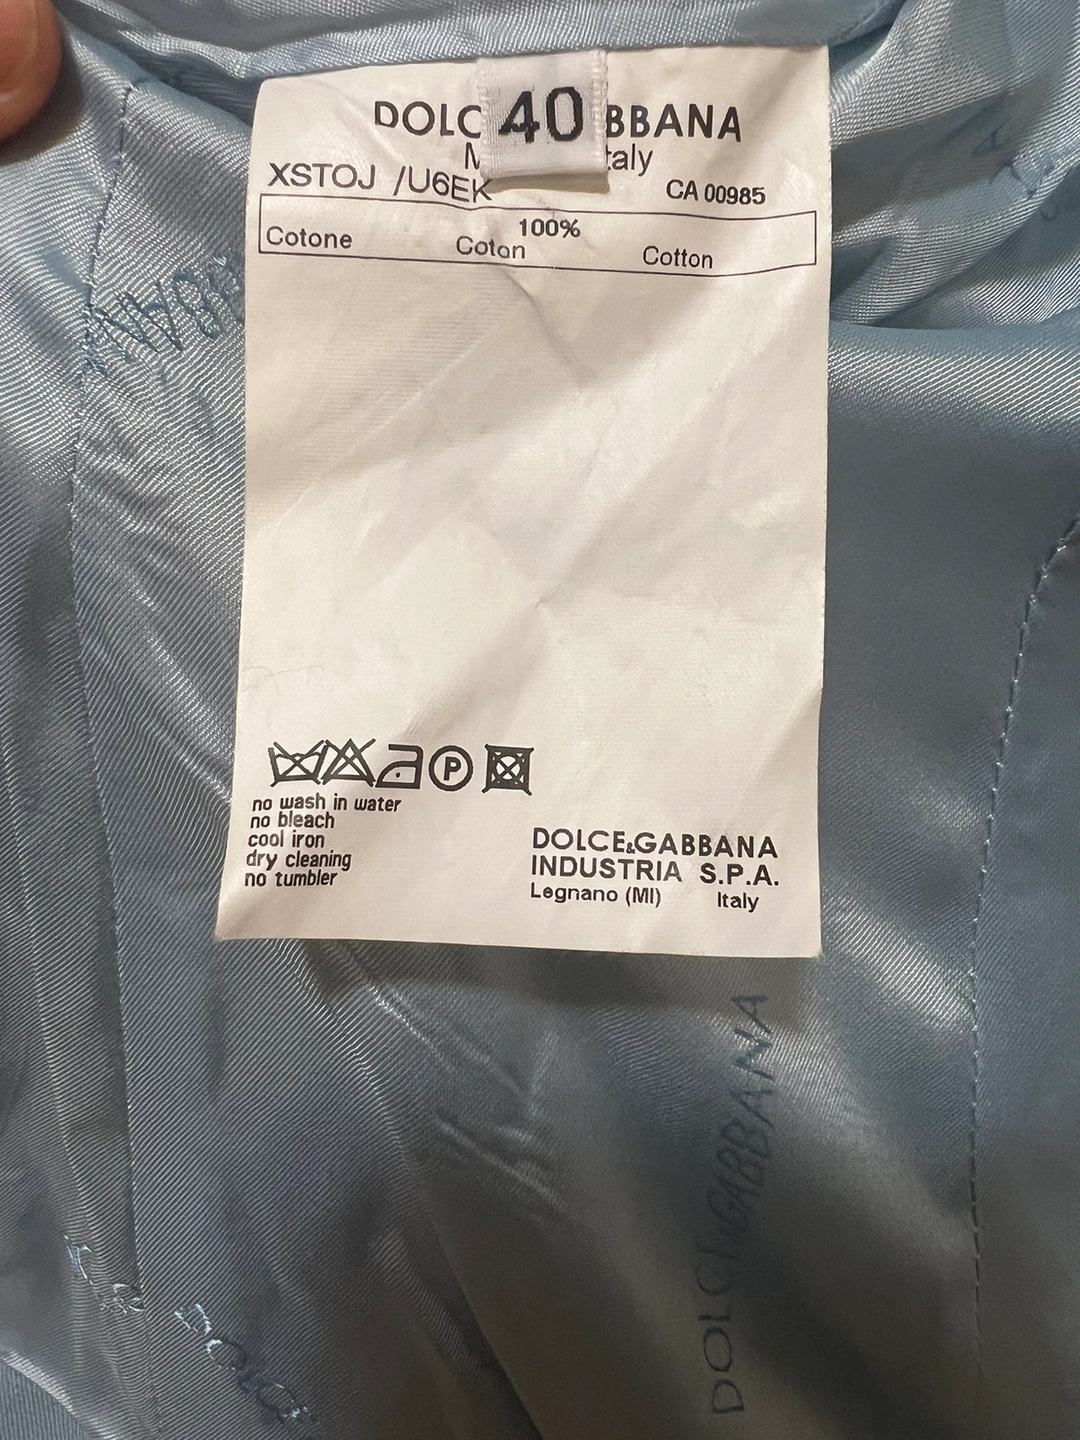 DOLC 40 BBANA
M taly
XSTOJ /U6EK CA 00985
100%
Cotone Coton Cotton
P
no wash in water
no bleach
cool iron
dry cleaning
no tumbler
DOLCE&GABBANA
INDUSTRIA S.P.A.
Legnano (MI) Italy
DOLCE&GABBANA